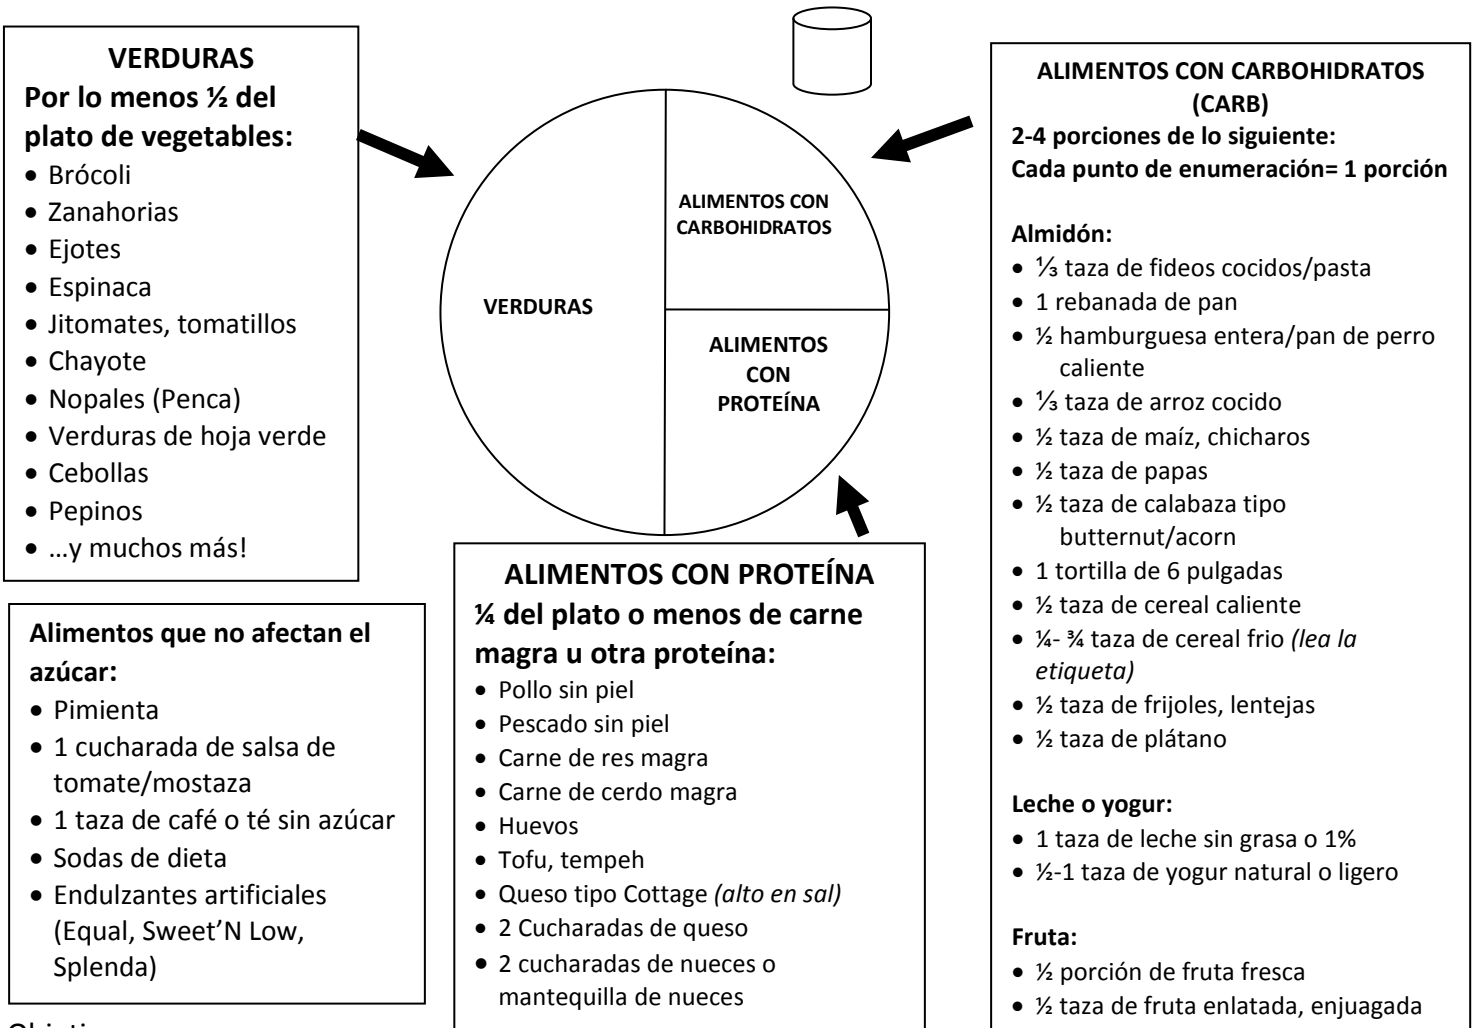 VERDURAS
Por lo menos ½ del
plato de vegetables:
• Brócoli
• Zanahorias
• Ejotes
• Espinaca
• Jitomates, tomatillos
• Chayote
• Nopales (Penca)
• Verduras de hoja verde
• Cebollas
• Pepinos
• …y muchos más!
VERDURAS
ALIMENTOS CON
CARBOHIDRATOS
ALIMENTOS
CON
PROTEÍNA
ALIMENTOS CON CARBOHIDRATOS
(CARB)
2-4 porciones de lo siguiente:
Cada punto de enumeración= 1 porción
Almidón:
• ⅓ taza de fideos cocidos/pasta
• 1 rebanada de pan
• ½ hamburguesa entera/pan de perro
caliente
• ⅓ taza de arroz cocido
• ½ taza de maíz, chicharos
• ½ taza de papas
• ½ taza de calabaza tipo
butternut/acorn
• 1 tortilla de 6 pulgadas
• ½ taza de cereal caliente
• ¼- ¾ taza de cereal frio (lea la
etiqueta)
• ½ taza de frijoles, lentejas
• ½ taza de plátano
Leche o yogur:
• 1 taza de leche sin grasa o 1%
• ½-1 taza de yogur natural o ligero
Fruta:
• ½ porción de fruta fresca
• ½ taza de fruta enlatada, enjuagada
Alimentos que no afectan el
azúcar:
• Pimienta
• 1 cucharada de salsa de
tomate/mostaza
• 1 taza de café o té sin azúcar
• Sodas de dieta
• Endulzantes artificiales
(Equal, Sweet’N Low,
Splenda)
ALIMENTOS CON PROTEÍNA
¼ del plato o menos de carne
magra u otra proteína:
• Pollo sin piel
• Pescado sin piel
• Carne de res magra
• Carne de cerdo magra
• Huevos
• Tofu, tempeh
• Queso tipo Cottage (alto en sal)
• 2 Cucharadas de queso
• 2 cucharadas de nueces o
mantequilla de nueces